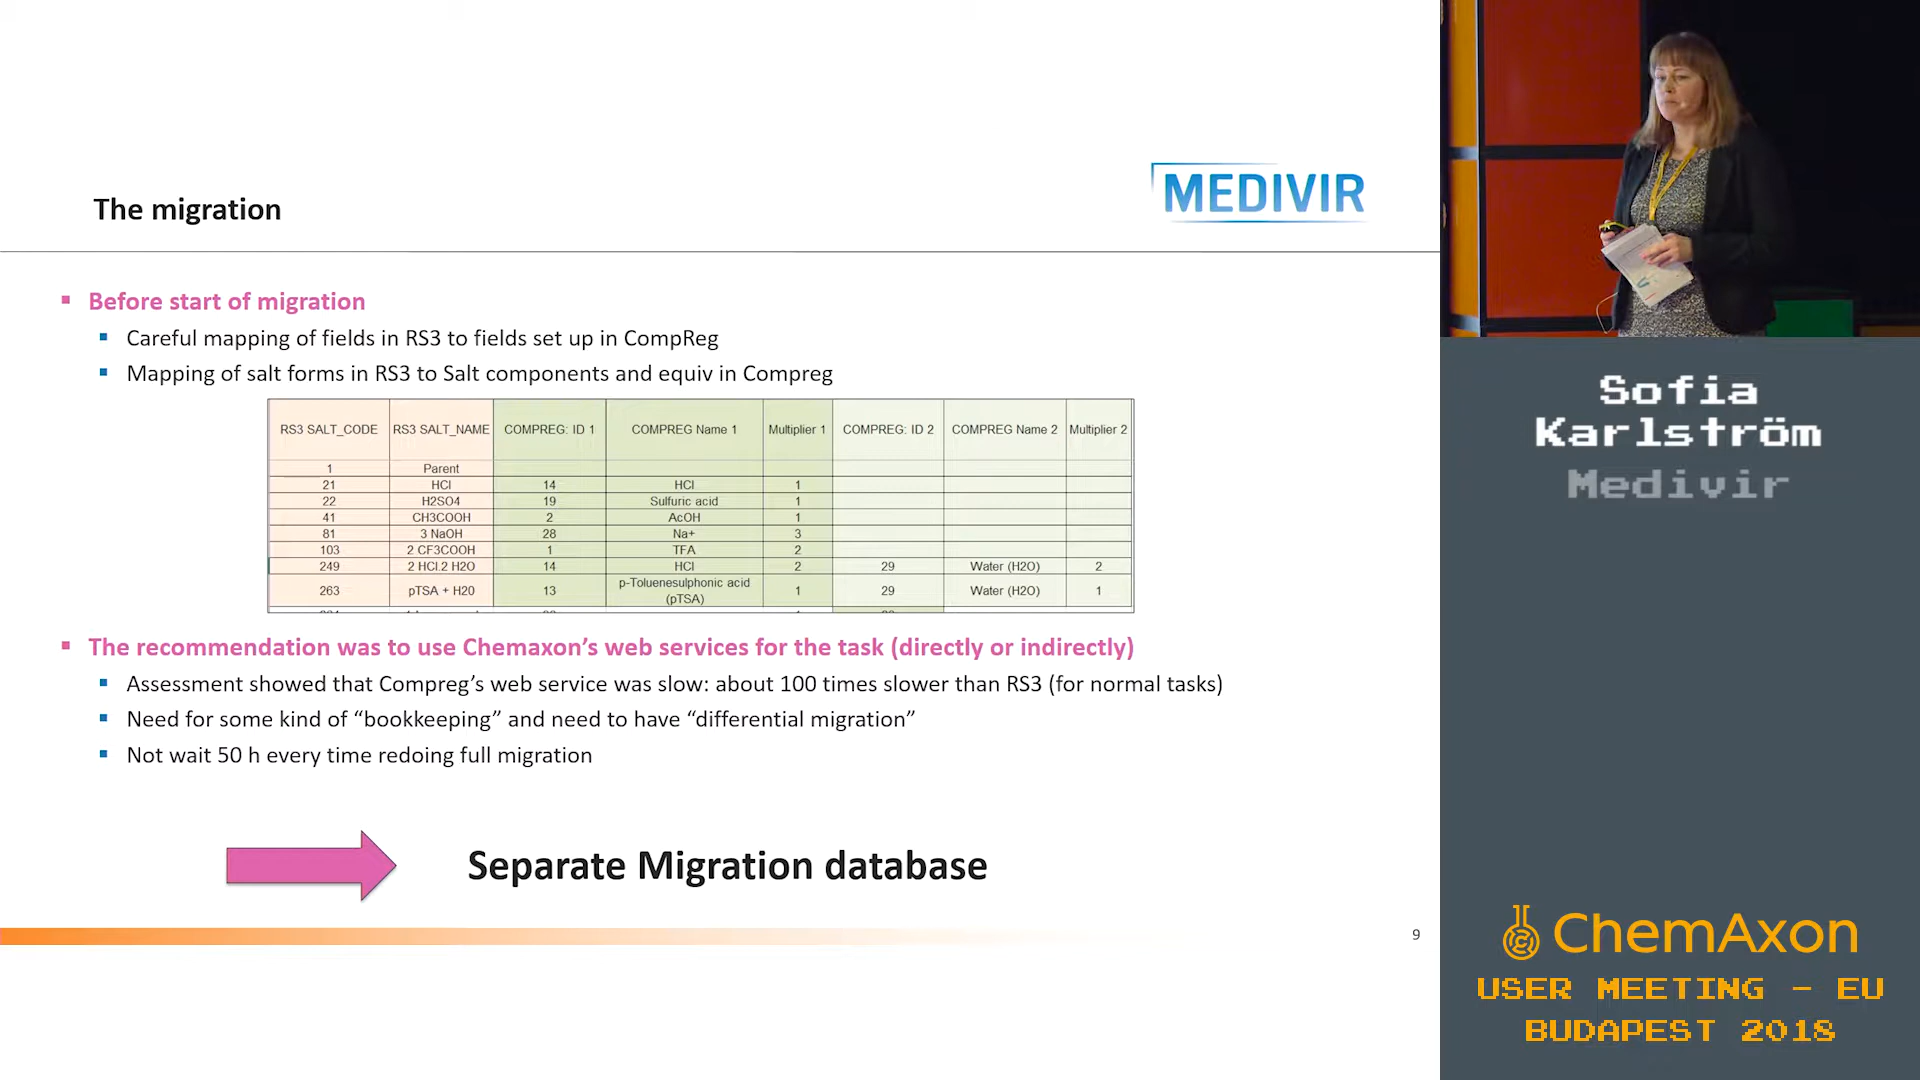 The migration
MEDIVIR
Before start of migration
Careful mapping of fields in RS3 to fields set up in CompReg
Mapping of salt forms in RS3 to Salt components and equiv in Compreg
RS3 SALT_CODE RS3 SALT_NAME COMPREG: ID 1 COMPREG Name 1 Multiplier 1 COMPREG: ID 2 COMPREG Name 2 Multiplier 2
1 Parent
21 HCl 14 HCl 1
22 H2SO4 19 Sulfuric acid 1
41 CH3COOH 2 AcOH 1
81 3 NaOH 28 Na+ 3
103 2 CF3COOH 1 TFA 2
249 2 HCl.2 H2O 14 HCl 2 29 Water (H2O) 2
263 pTSA + H20 13 p-Toluenesulphonic acid (pTSA) 1 29 Water (H2O) 1
The recommendation was to use Chemaxon’s web services for the task (directly or indirectly)
Assessment showed that Compreg’s web service was slow: about 100 times slower than RS3 (for normal tasks)
Need for some kind of “bookkeeping” and need to have “differential migration”
Not wait 50 h every time redoing full migration
Separate Migration database
9
Sofia
Karlström
Medivir
ChemAxon
USER MEETING - EU
BUDAPEST 2018